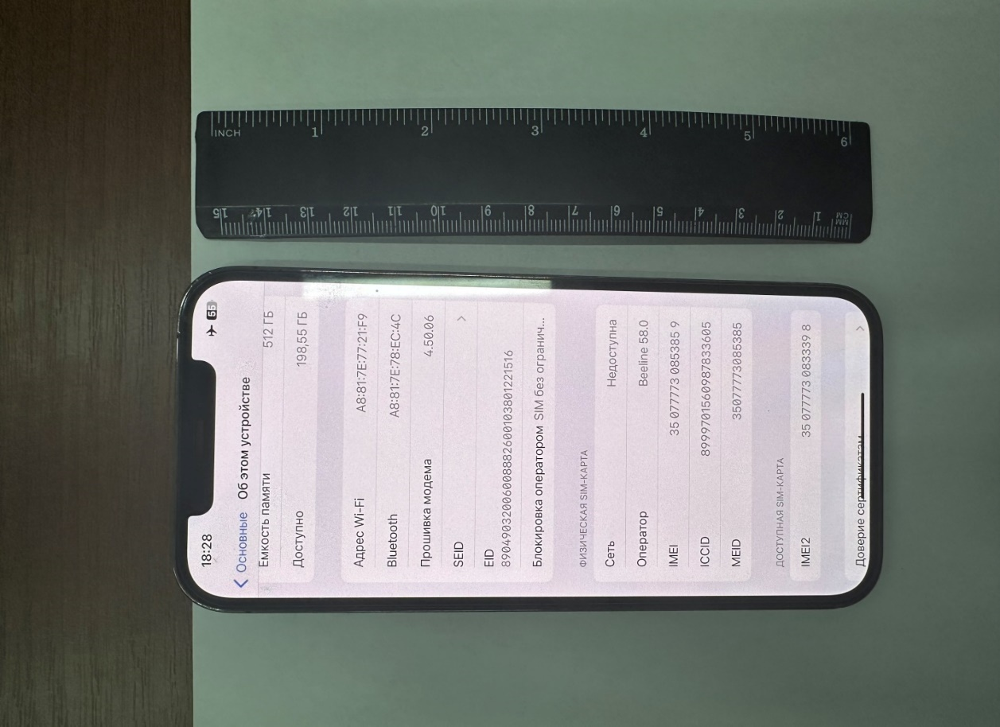 INCH
1 2 3 4 5 6
15 14 13 12 11 10 9 8 7 6 5 4 3 2 1
MM
CM
18:28
55
Основные
Об этом устройстве
Емкость памяти 512 ГБ
Доступно 198,55 ГБ
Адрес Wi-Fi A8:81:7E:77:21:F9
Bluetooth A8:81:7E:78:EC:4C
Прошивка модема 4.50.06
SEID
EID
89049032006008882600103801221516
Блокировка оператором SIM без огранич...
ФИЗИЧЕСКАЯ SIM-КАРТА
Сеть Недоступна
Оператор Beeline 58.0
IMEI 35 077773 085385 9
ICCID 8999701560987833605
MEID 35077773085385
ДОСТУПНАЯ SIM-КАРТА
IMEI2 35 077773 083339 8
Доверие сертификатам